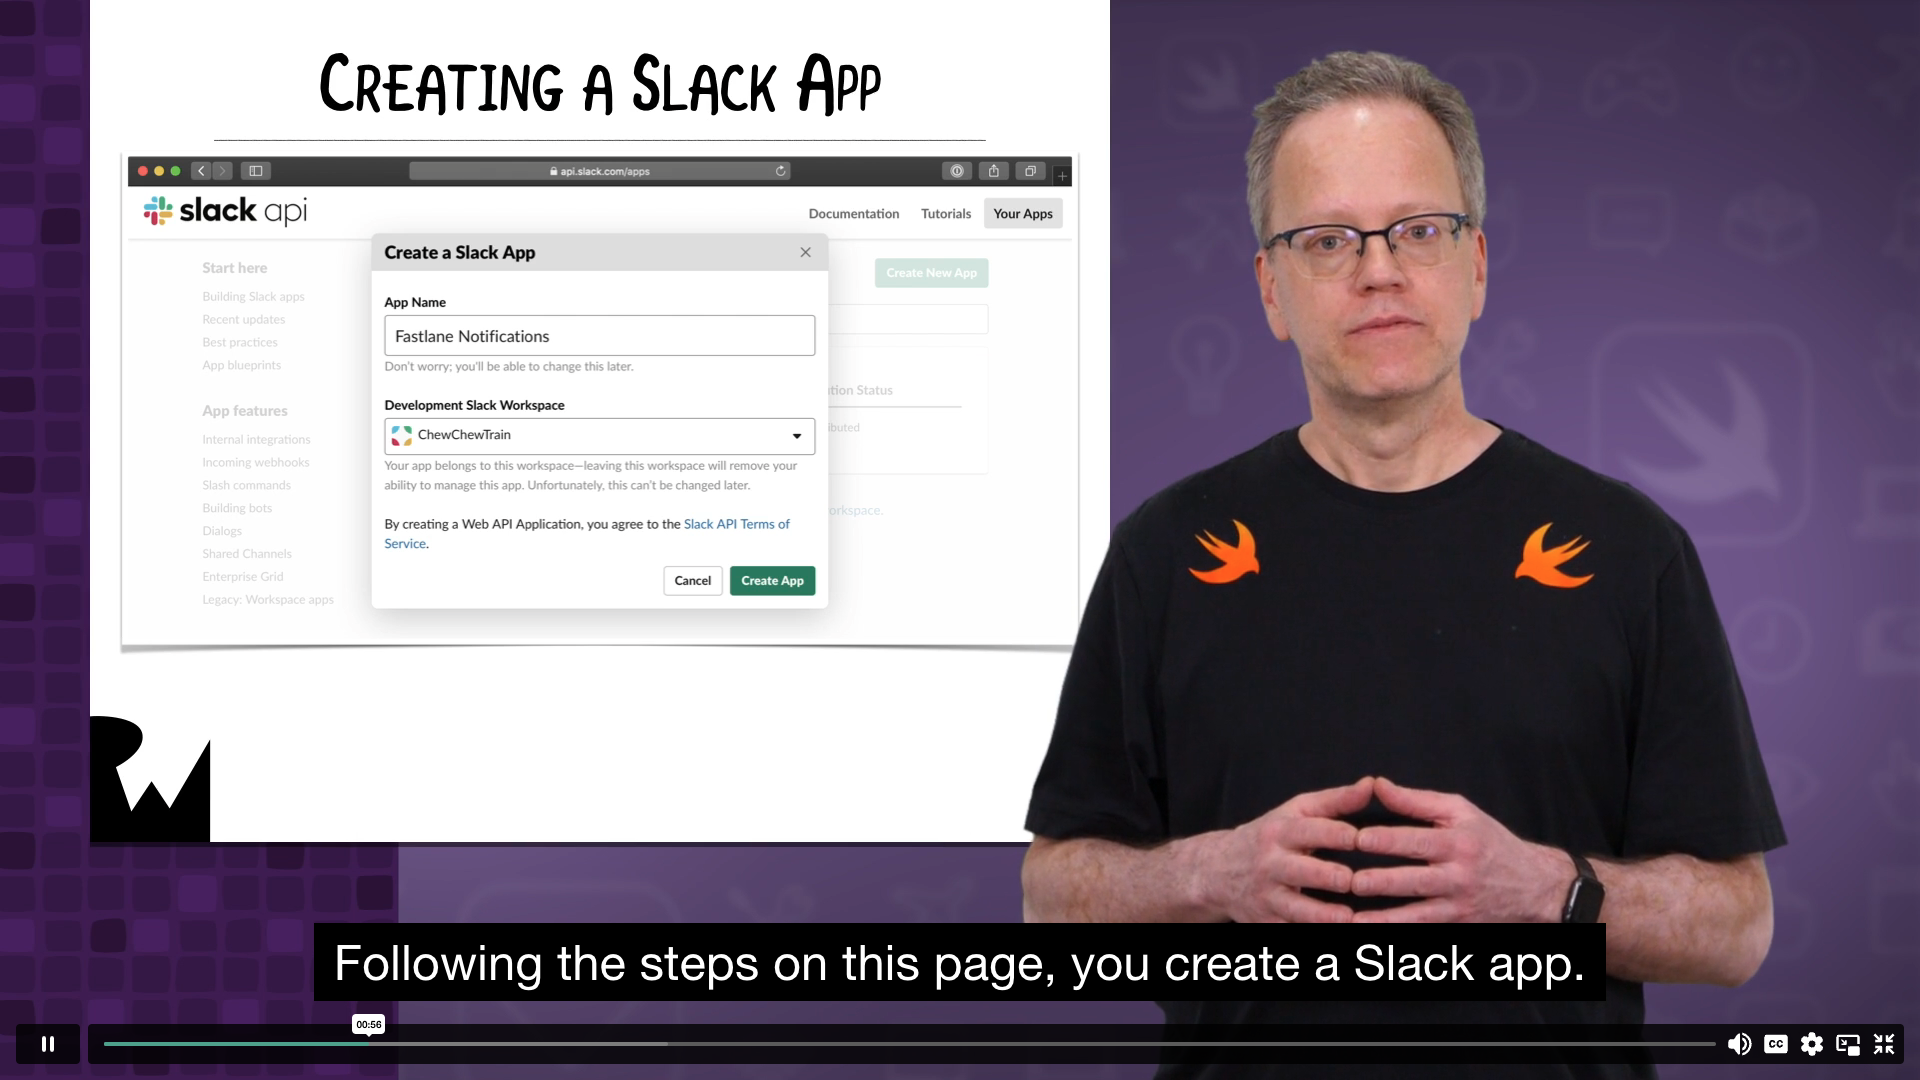 Creating a Slack App
api.slack.com/apps
slack api
Documentation
Tutorials
Your Apps
Create a Slack App
Start here
Building Slack apps
Recent updates
Best practices
App blueprints
App features
Internal integrations
Incoming webhooks
Slash commands
Building bots
Dialogs
Shared Channels
Enterprise Grid
Legacy: Workspace apps
App Name
Fastlane Notifications
Don't worry; you'll be able to change this later.
Development Slack Workspace
ChewChewTrain
Your app belongs to this workspace—leaving this workspace will remove your
ability to manage this app. Unfortunately, this can't be changed later.
By creating a Web API Application, you agree to the Slack API Terms of
Service.
Cancel
Create App
Create New App
tion Status
ibuted
orkspace.
RW
Following the steps on this page, you create a Slack app.
00:56
CC